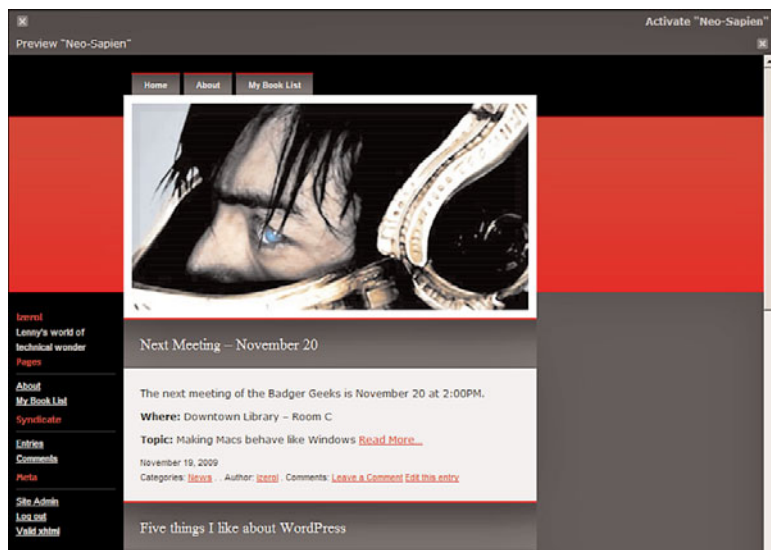 Activate "Neo-Sapien"
Preview "Neo-Sapien"
Home About My Book List
lzerol
Lenny's world of
technical wonder
Pages
About
My Book List
Syndicate
Entries
Comments
Meta
Site Admin
Log out
Valid xhtml
Next Meeting – November 20
The next meeting of the Badger Geeks is November 20 at 2:00PM.
Where: Downtown Library – Room C
Topic: Making Macs behave like Windows Read More...
November 19, 2009
Categories: News . . Author: lzerol . Comments: Leave a Comment Edit this entry
Five things I like about WordPress